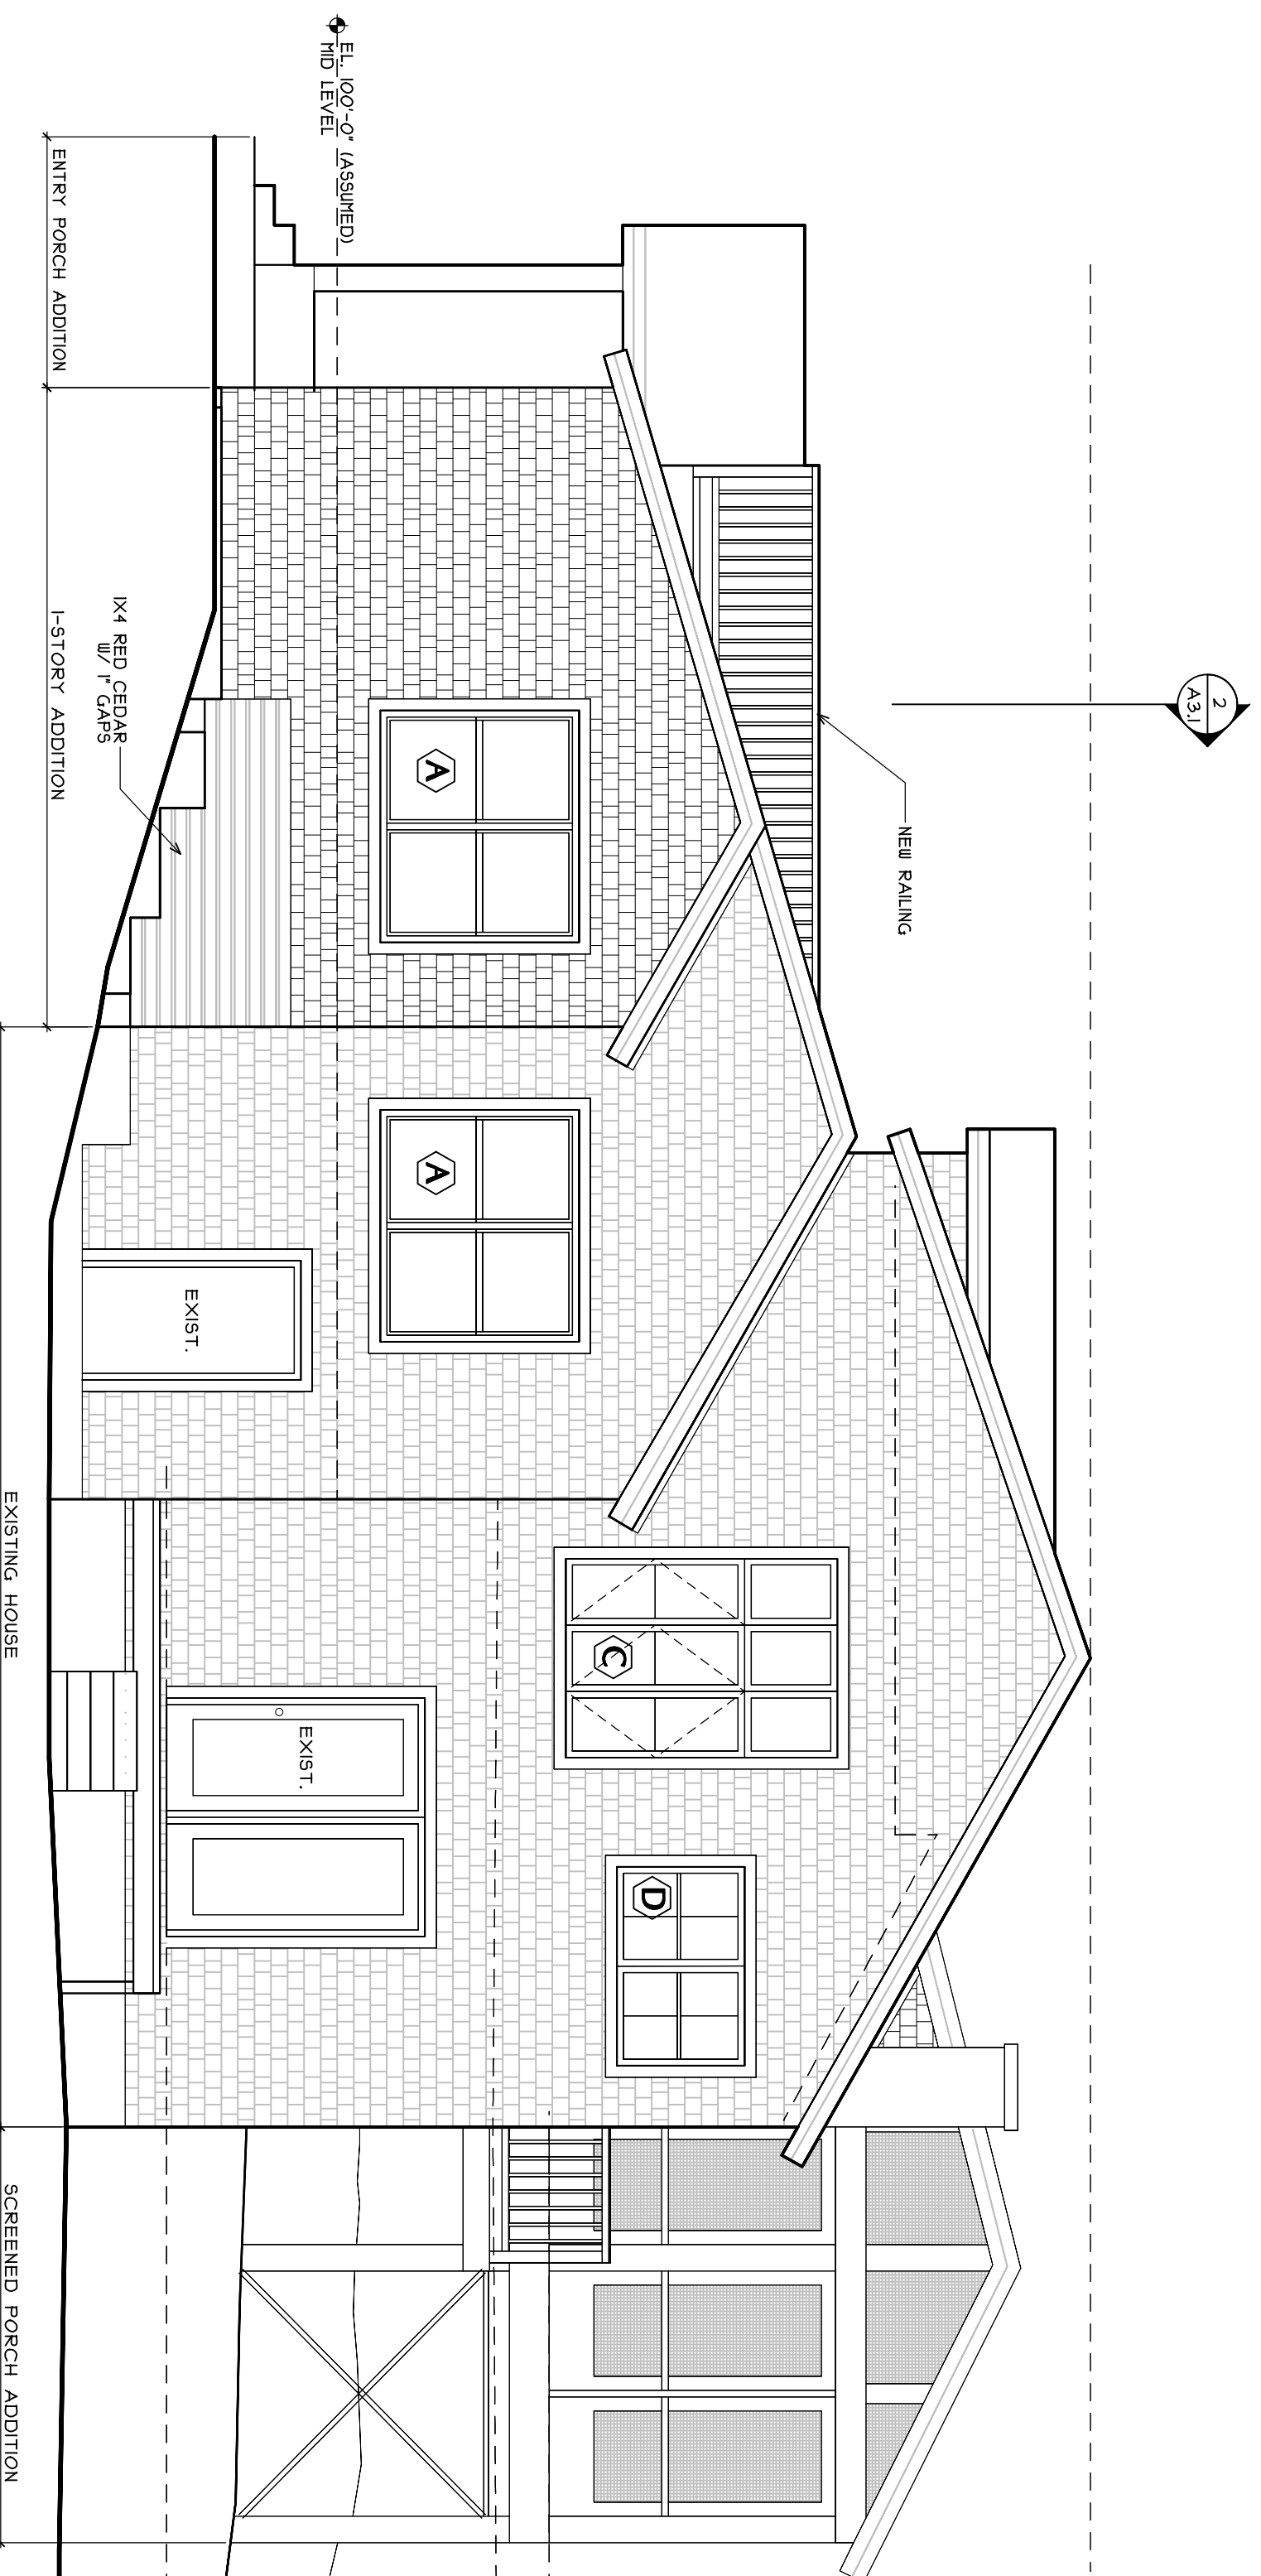 2
A3.1
NEW RAILING
EL. 100'-0" (ASSUMED)
MID LEVEL
A
A
C
D
EXIST.
EXIST.
1X4 RED CEDAR
W/ 1" GAPS
ENTRY PORCH ADDITION
1-STORY ADDITION
EXISTING HOUSE
SCREENED PORCH ADDITION